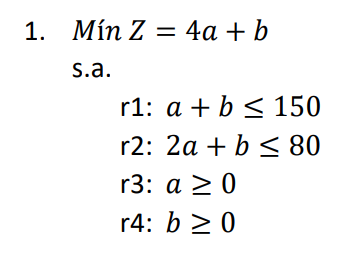 1. Mín Z = 4a + b
s.a.
r1: a + b ≤ 150
r2: 2a + b ≤ 80
r3: a ≥ 0
r4: b ≥ 0